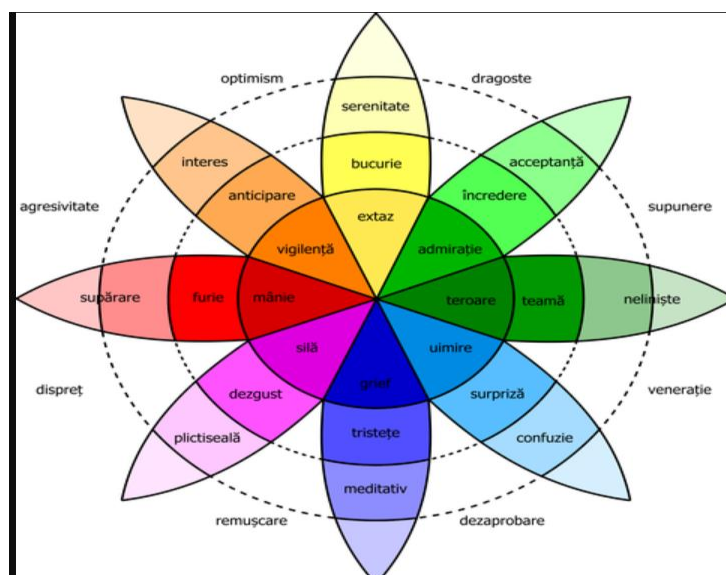 optimism
dragoste
serenitate
interes
bucurie
acceptanță
anticipare
încredere
agresivitate
supunere
extaz
vigilență
admirație
supărare
furie
mânie
teroare
teamă
neliniște
silă
uimire
dispreț
dezgust
grief
surpriză
venerație
plictiseală
tristețe
confuzie
meditativ
remușcare
dezaprobare